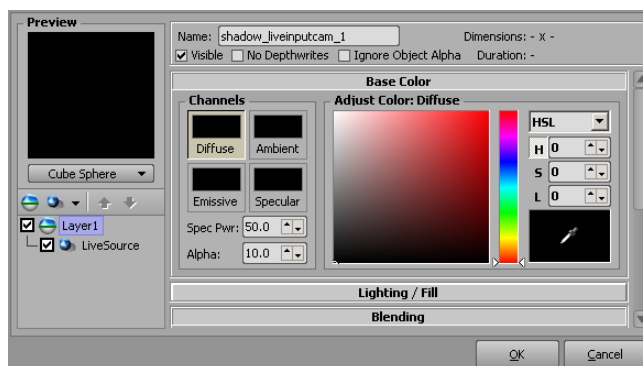 Preview
Cube Sphere
Layer1
LiveSource
Name: shadow_liveinputcam_1 Dimensions: - x -
Visible No Depthwrites Ignore Object Alpha Duration: -
Base Color
Channels
Diffuse Ambient
Emissive Specular
Spec Pwr: 50.0
Alpha: 10.0
Adjust Color: Diffuse
HSL
H 0
S 0
L 0
Lighting / Fill
Blending
OK Cancel